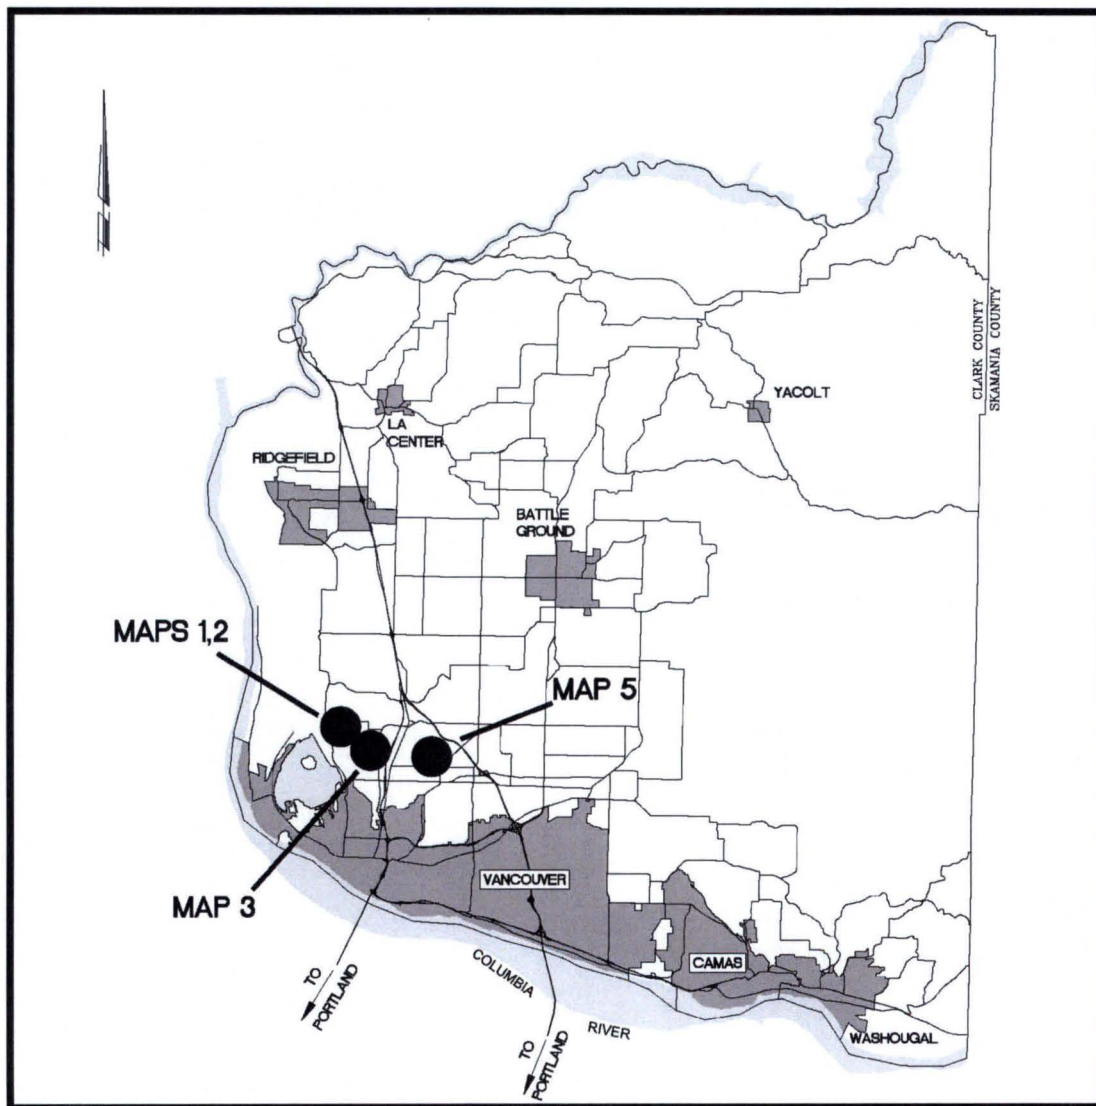 CLARK COUNTY
SKAMANIA COUNTY
YACOLT
LA
CENTER
RIDGEFIELD
BATTLE
GROUND
MAPS 1,2
MAP 5
VANCOUVER
MAP 3
CAMAS
COLUMBIA
RIVER
TO
PORTLAND
TO
PORTLAND
WASHOUGAL